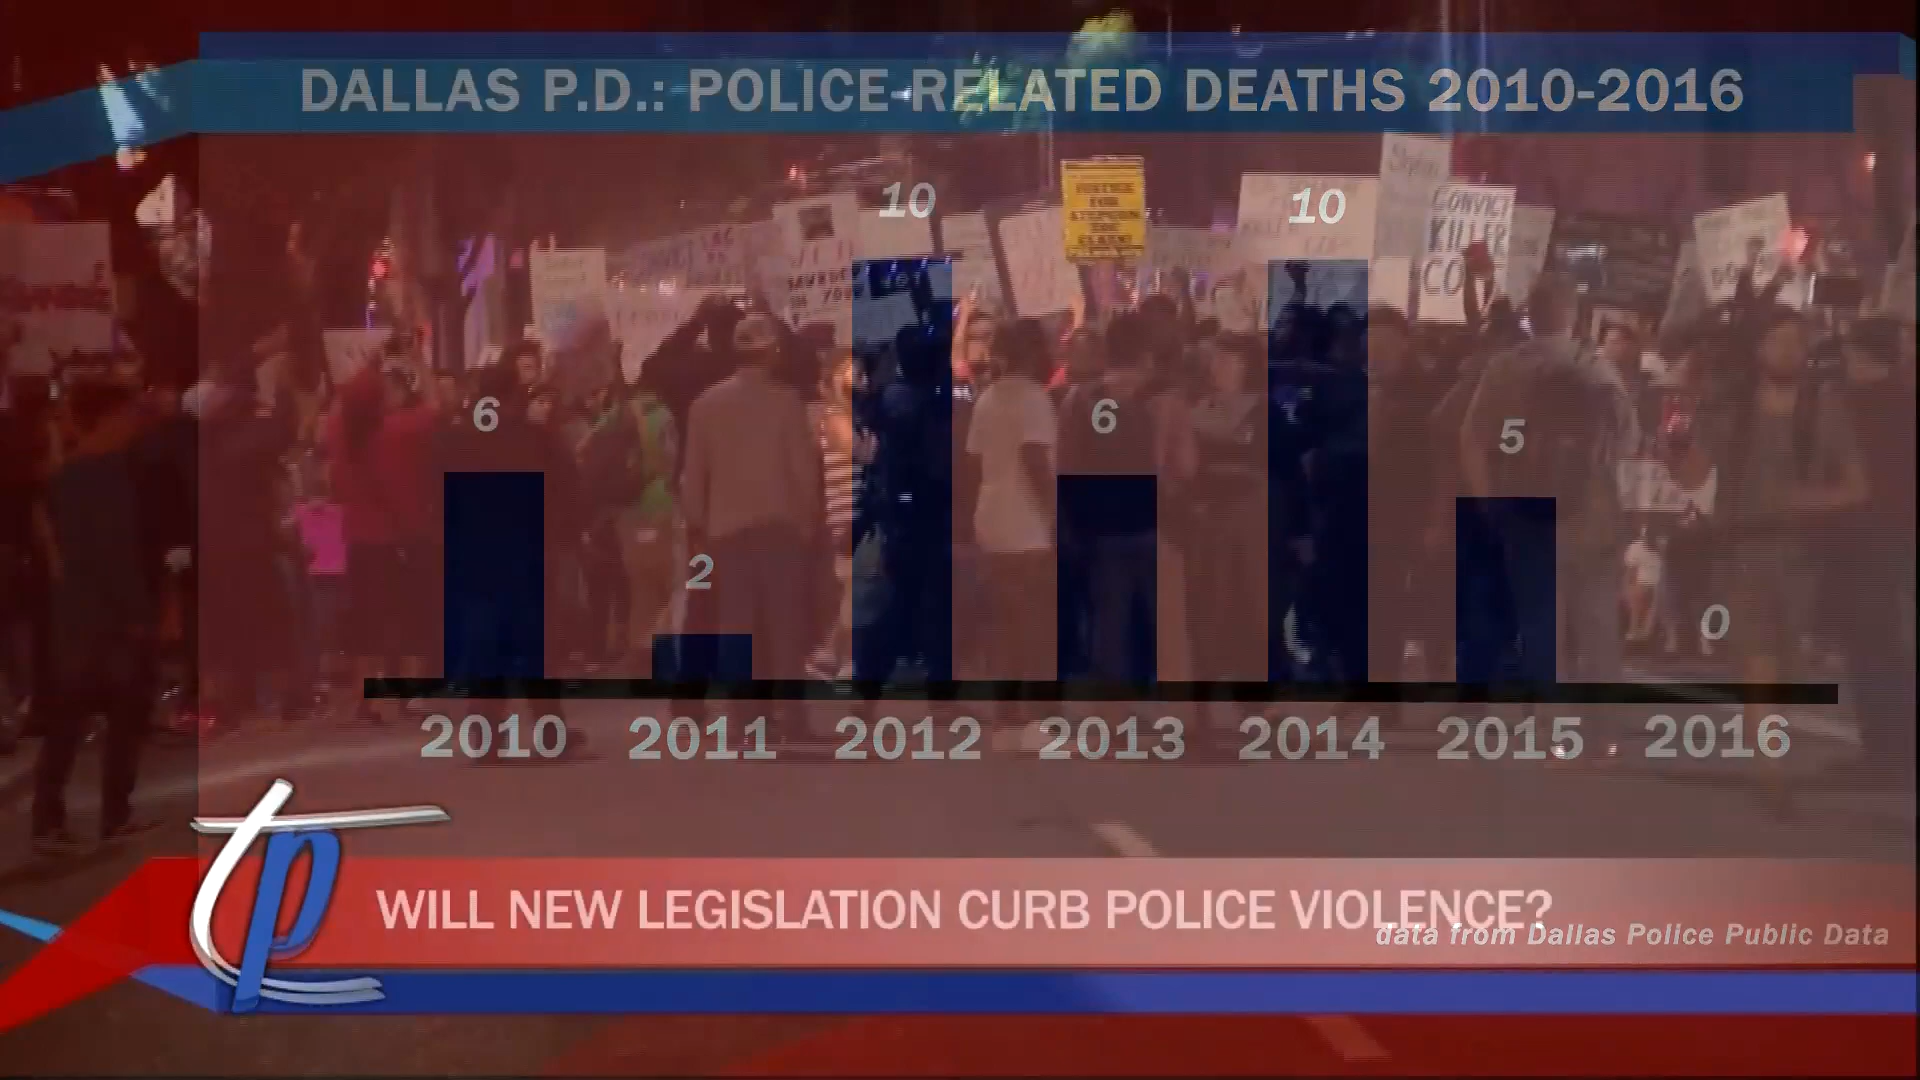 DALLAS P.D.: POLICE-RELATED DEATHS 2010-2016
10
10
6
6
5
2
0
CONVICT
KILLER
2010 2011 2012 2013 2014 2015 2016
tp
WILL NEW LEGISLATION CURB POLICE VIOLENCE?
data from Dallas Police Public Data